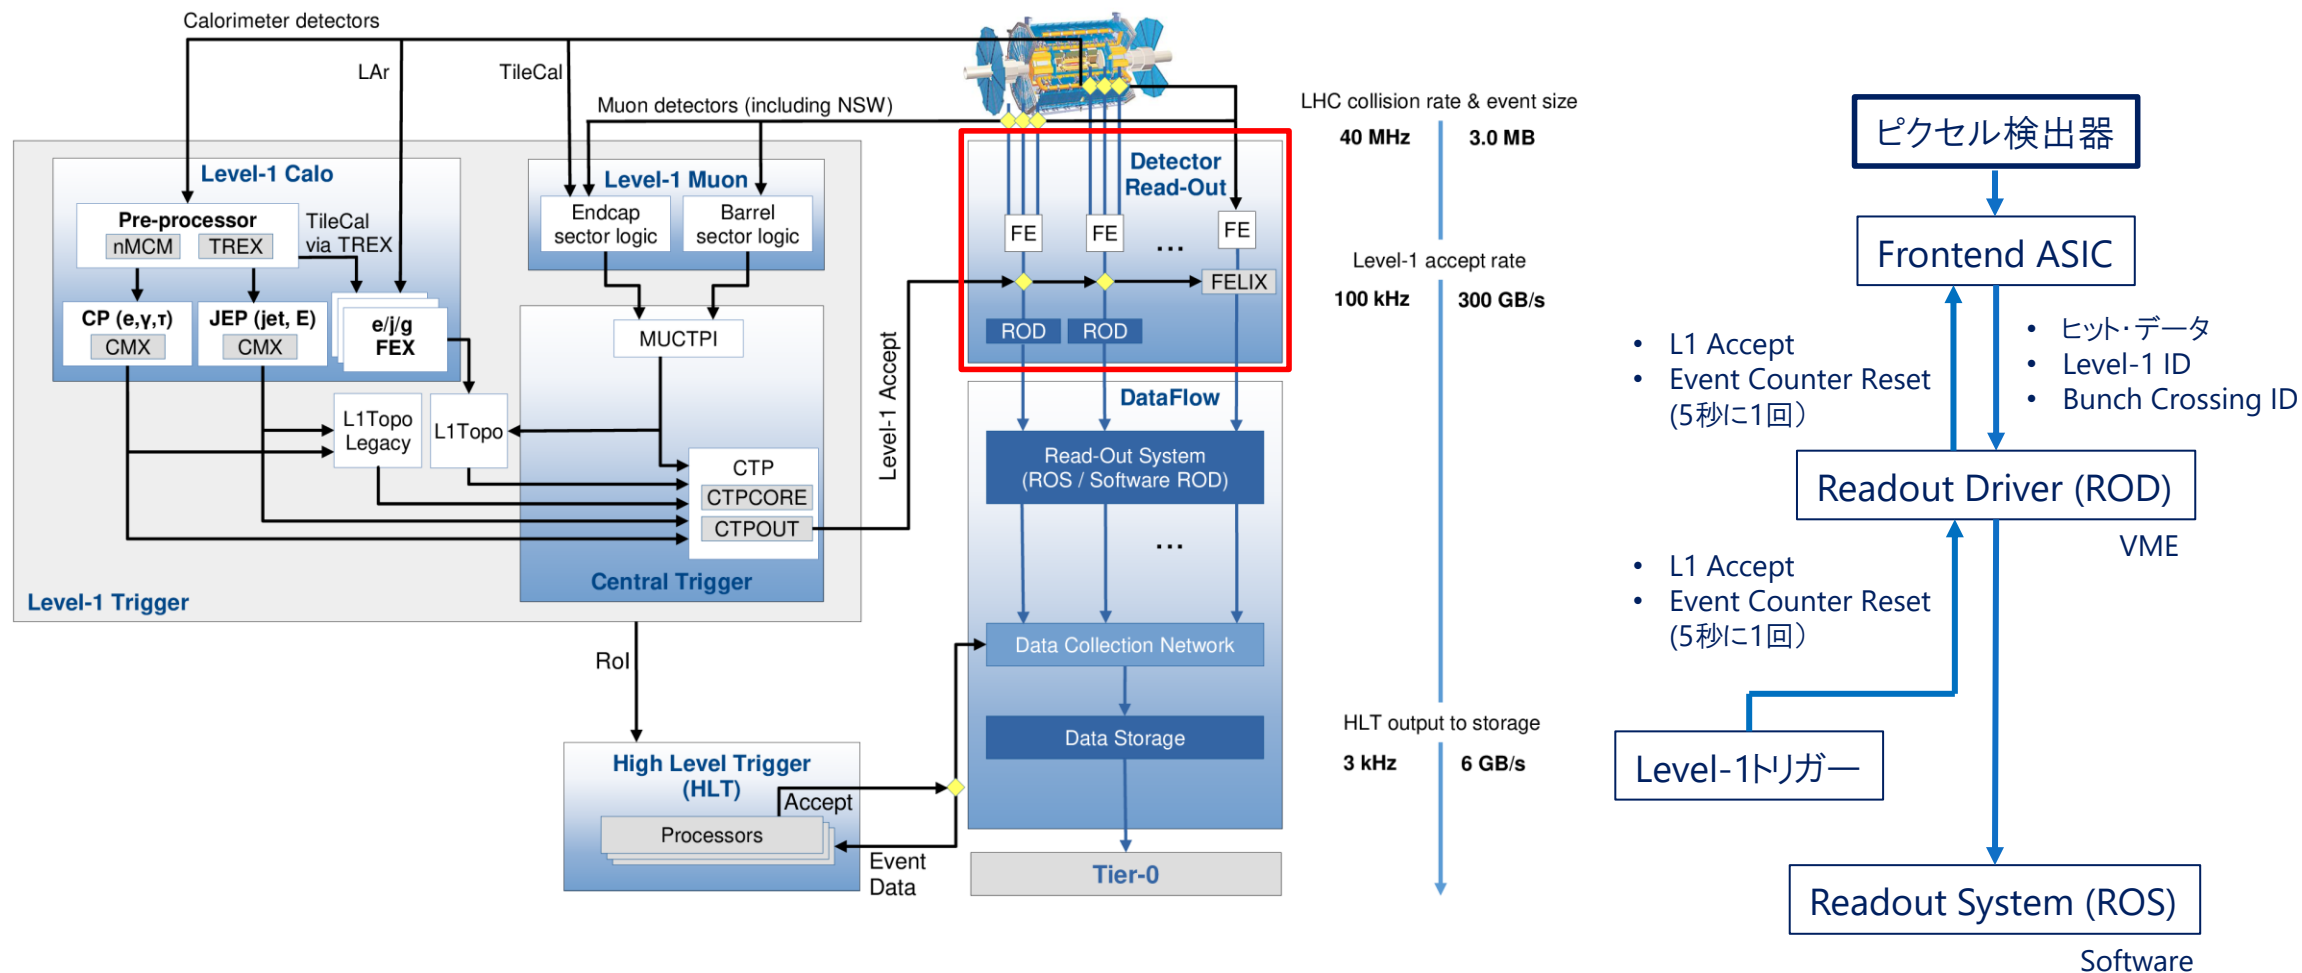 Calorimeter detectors
LAr
TileCal
Muon detectors (including NSW)
Level-1 Calo
Pre-processor
nMCM
TREX
TileCal
via TREX
CP (e,γ,τ)
CMX
JEP (jet, E)
CMX
e/j/g
FEX
Level-1 Muon
Endcap
sector logic
Barrel
sector logic
MUCTPI
L1Topo
Legacy
L1Topo
CTP
CTPCORE
CTPOUT
Central Trigger
Level-1 Trigger
Level-1 Accept
RoI
High Level Trigger
(HLT)
Accept
Processors
Event
Data
Detector
Read-Out
FE
FE
...
FE
FELIX
ROD
ROD
DataFlow
Read-Out System
(ROS / Software ROD)
...
Data Collection Network
Data Storage
Tier-0
LHC collision rate & event size
40 MHz
3.0 MB
Level-1 accept rate
100 kHz
300 GB/s
HLT output to storage
3 kHz
6 GB/s
ピクセル検出器
Frontend ASIC
• L1 Accept
• Event Counter Reset
(5秒に1回）
• ヒット・データ
• Level-1 ID
• Bunch Crossing ID
Readout Driver (ROD)
VME
• L1 Accept
• Event Counter Reset
(5秒に1回）
Level-1トリガー
Readout System (ROS)
Software